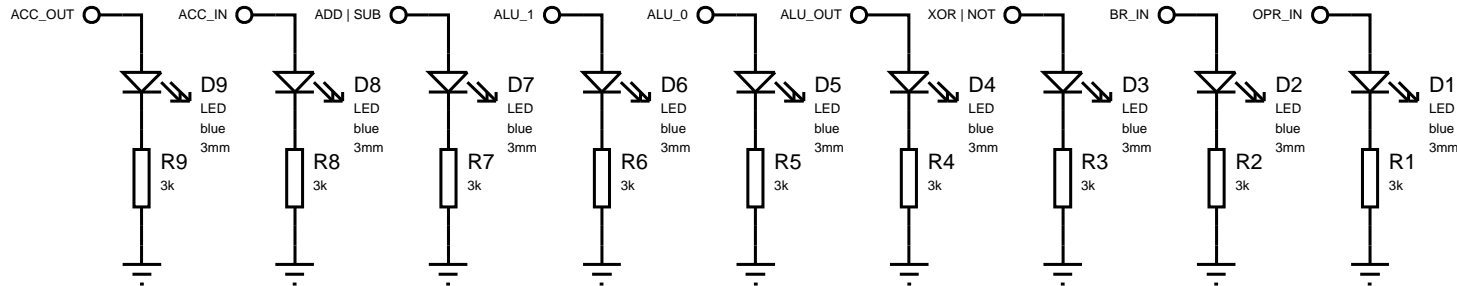 ACC_OUT
ACC_IN
ADD | SUB
ALU_1
ALU_0
ALU_OUT
XOR | NOT
BR_IN
OPR_IN
D9
LED
blue
3mm
D8
LED
blue
3mm
D7
LED
blue
3mm
D6
LED
blue
3mm
D5
LED
blue
3mm
D4
LED
blue
3mm
D3
LED
blue
3mm
D2
LED
blue
3mm
D1
LED
blue
3mm
R9
3k
R8
3k
R7
3k
R6
3k
R5
3k
R4
3k
R3
3k
R2
3k
R1
3k